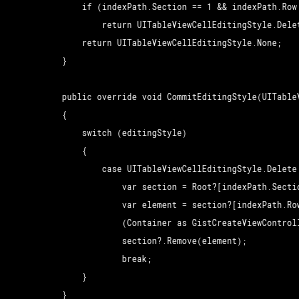 if (indexPath.Section == 1 && indexPath.Row
return UITableViewCellEditingStyle.Delet
return UITableViewCellEditingStyle.None;
}
public override void CommitEditingStyle(UITableV
{
switch (editingStyle)
{
case UITableViewCellEditingStyle.Delete
var section = Root?[indexPath.Sectio
var element = section?[indexPath.Row
(Container as GistCreateViewControll
section?.Remove(element);
break;
}
}